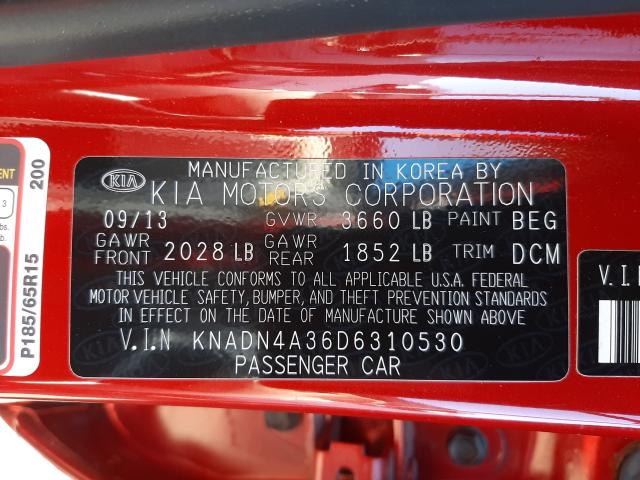 MANUFACTURED IN KOREA BY
KIA KIA MOTORS CORPORATION
09/13 GVWR 3660 LB PAINT BEG
GAWR FRONT 2028 LB GAWR REAR 1852 LB TRIM DCM
THIS VEHICLE CONFORMS TO ALL APPLICABLE U.S.A. FEDERAL
MOTOR VEHICLE SAFETY, BUMPER, AND THEFT PREVENTION STANDARDS
IN EFFECT ON THE DATE OF MANUFACTURE SHOWN ABOVE
V.I.N KNADN4A36D6310530
PASSENGER CAR
200
P185/65R15